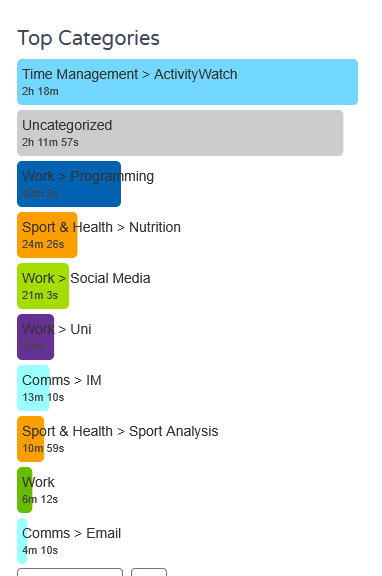 Top Categories
Time Management > ActivityWatch
2h 18m
Uncategorized
2h 11m 57s
Work > Programming
42m 2s
Sport & Health > Nutrition
24m 26s
Work > Social Media
21m 3s
Work > Uni
15m
Comms > IM
13m 10s
Sport & Health > Sport Analysis
10m 59s
Work
6m 12s
Comms > Email
4m 10s